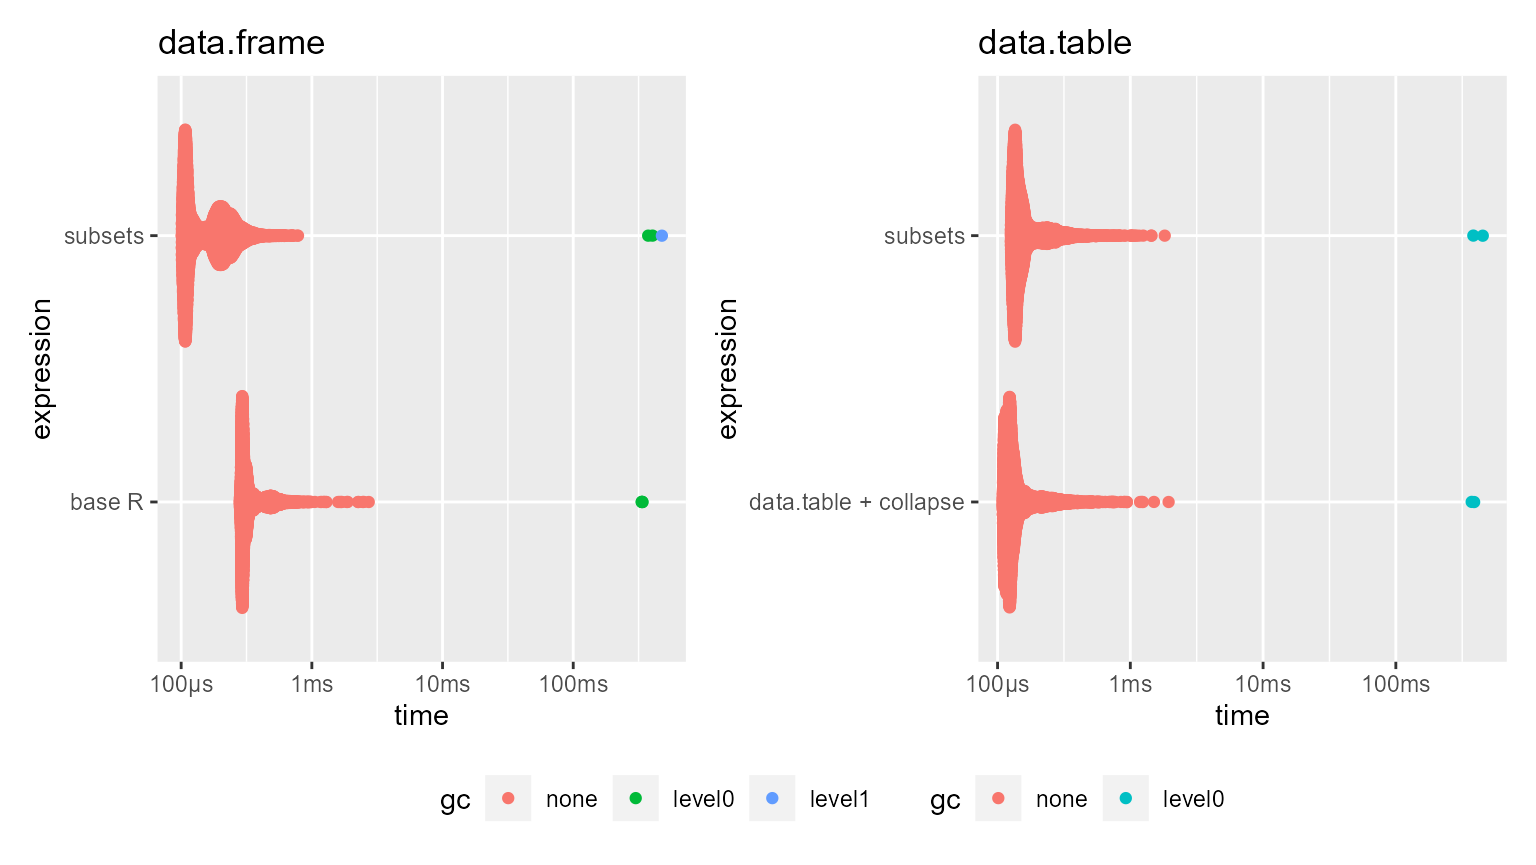 data.frame
subsets
base R
expression
100µs 1ms 10ms 100ms
time
data.table
subsets
data.table + collapse
expression
100µs 1ms 10ms 100ms
time
gc none level0 level1
gc none level0